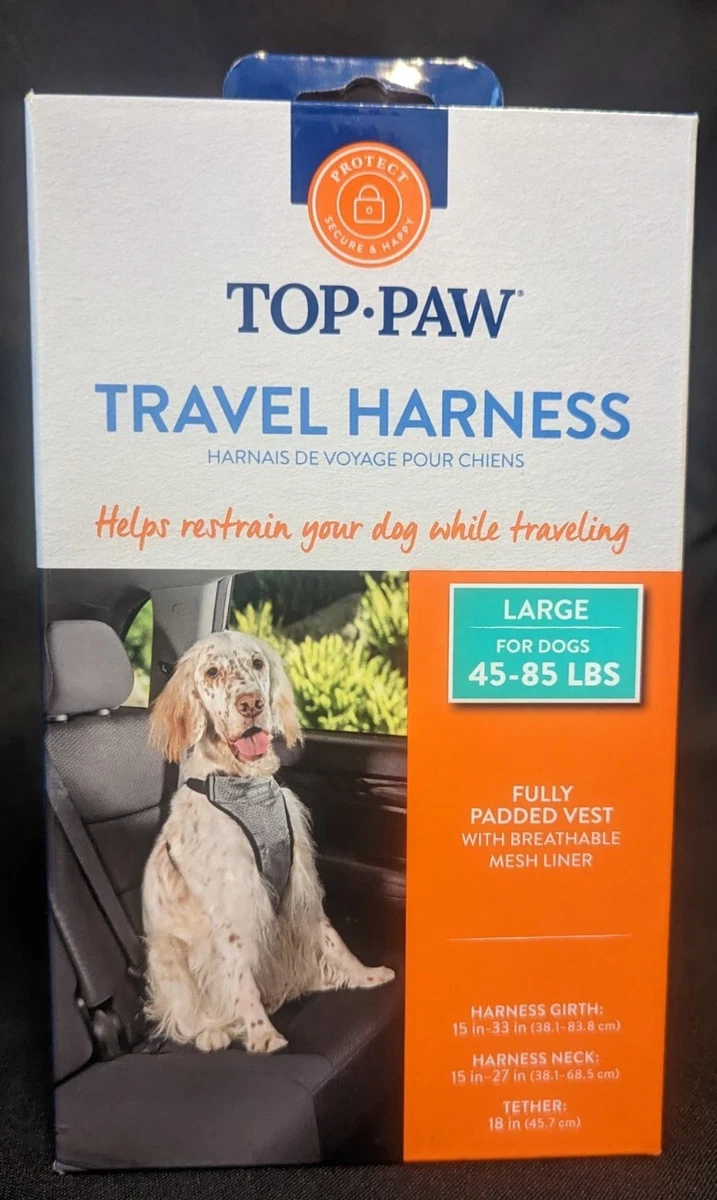 PROTECT
SECURE & HAPPY
TOP·PAW®
TRAVEL HARNESS
HARNAIS DE VOYAGE POUR CHIENS
Helps restrain your dog while traveling
LARGE
FOR DOGS
45-85 LBS
FULLY
PADDED VEST
WITH BREATHABLE
MESH LINER
HARNESS GIRTH:
15 in-33 in (38.1-83.8 cm)
HARNESS NECK:
15 in-27 in (38.1-68.5 cm)
TETHER:
18 in (45.7 cm)